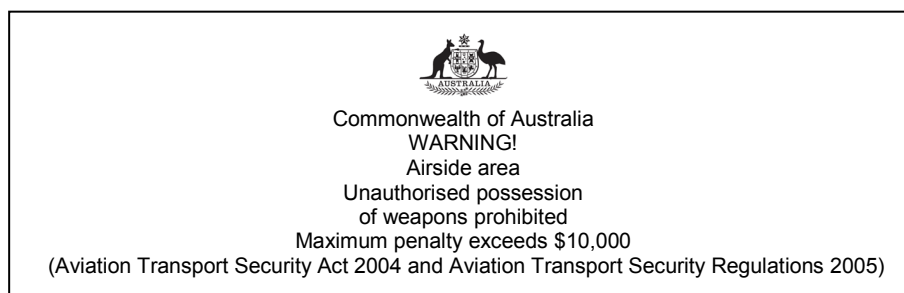 AUSTRALIA
Commonwealth of Australia
WARNING!
Airside area
Unauthorised possession
of weapons prohibited
Maximum penalty exceeds $10,000
(Aviation Transport Security Act 2004 and Aviation Transport Security Regulations 2005)